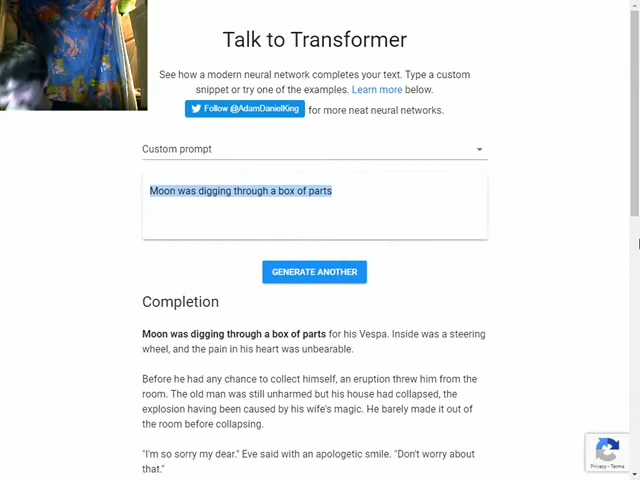 Talk to Transformer
See how a modern neural network completes your text. Type a custom
snippet or try one of the examples. Learn more below.
Follow @AdamDanielKing for more neat neural networks.
Custom prompt
Moon was digging through a box of parts
GENERATE ANOTHER
Completion
Moon was digging through a box of parts for his Vespa. Inside was a steering
wheel, and the pain in his heart was unbearable.
Before he had any chance to collect himself, an eruption threw him from the
room. The old man was still unharmed but his house had collapsed, the
explosion having been caused by his wife's magic. He barely made it out of
the room before collapsing.
"I'm so sorry my dear." Eve said with an apologetic smile. "Don't worry about
that."
Privacy - Terms